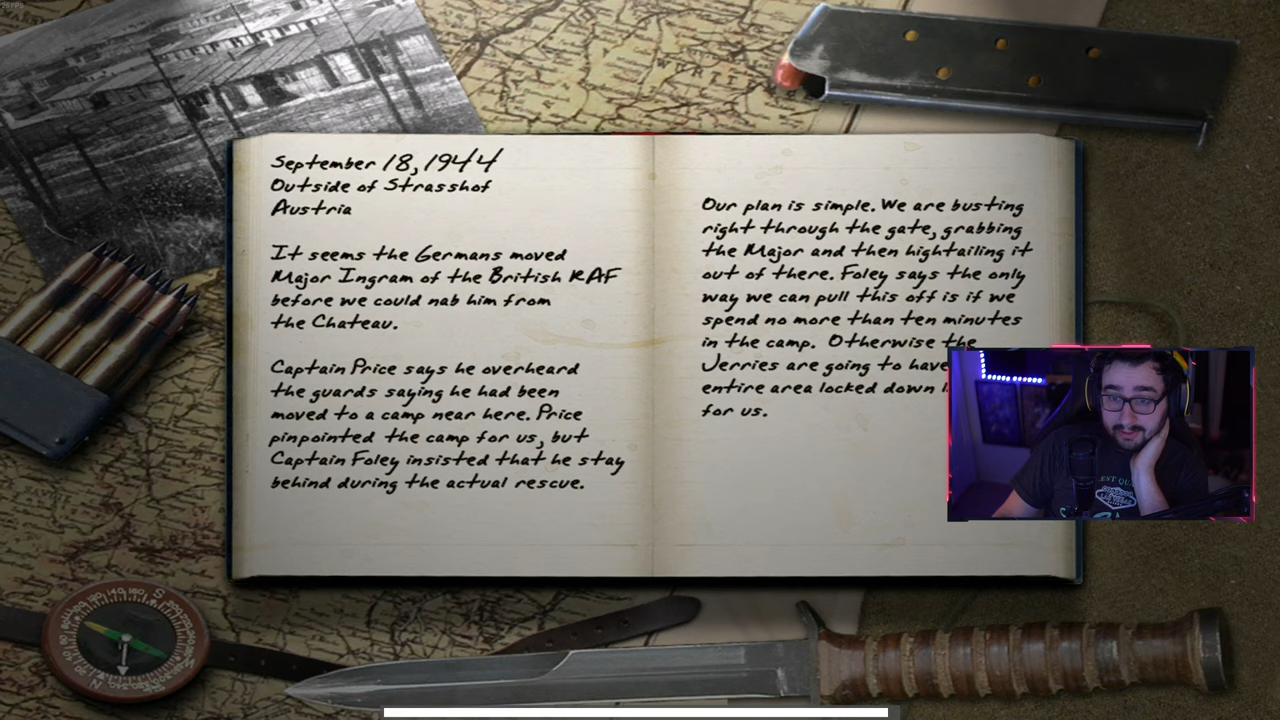 September 18, 1944
Outside of Strasshof
Austria
It seems the Germans moved
Major Ingram of the British RAF
before we could nab him from
the Chateau.
Captain Price says he overheard
the guards saying he had been
moved to a camp near here. Price
pinpointed the camp for us, but
Captain Foley insisted that he stay
behind during the actual rescue.
Our plan is simple. We are busting
right through the gate, grabbing
the Major and then hightailing it
out of there. Foley says the only
way we can pull this off is if we
spend no more than ten minutes
in the camp. Otherwise the
Jerries are going to have
entire area locked down
for us.